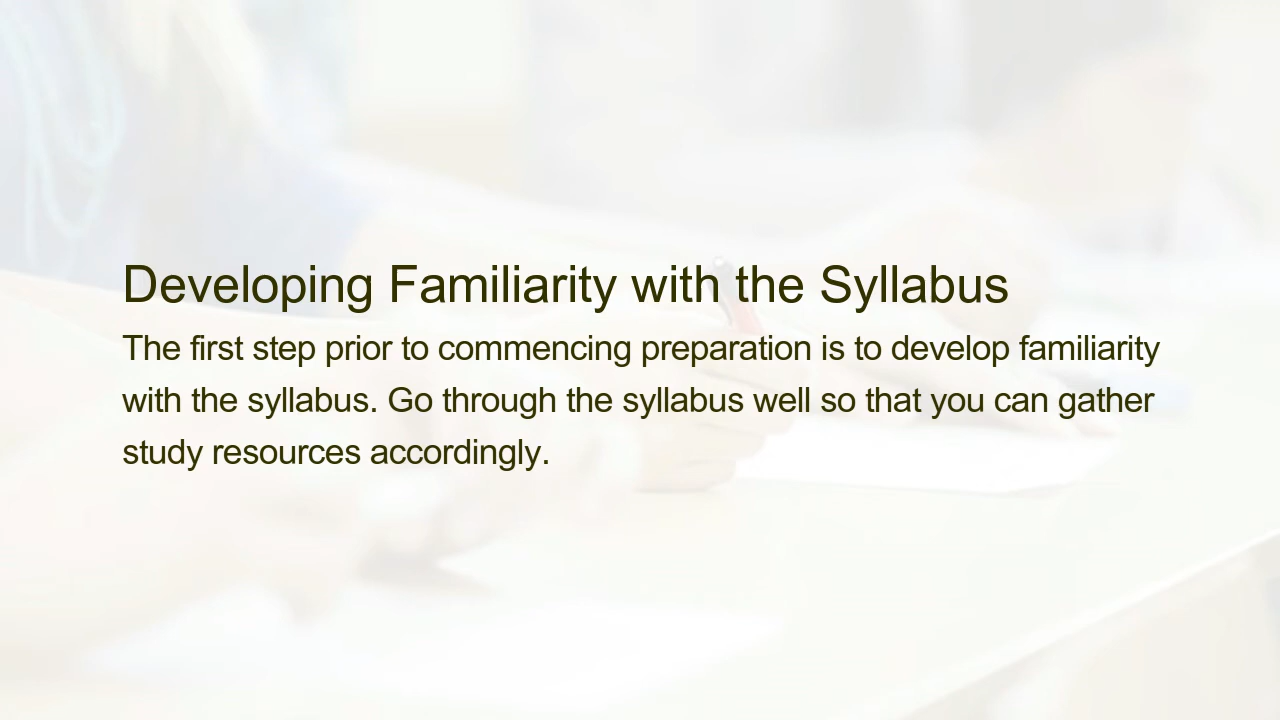 Developing Familiarity with the Syllabus
The first step prior to commencing preparation is to develop familiarity
with the syllabus. Go through the syllabus well so that you can gather
study resources accordingly.